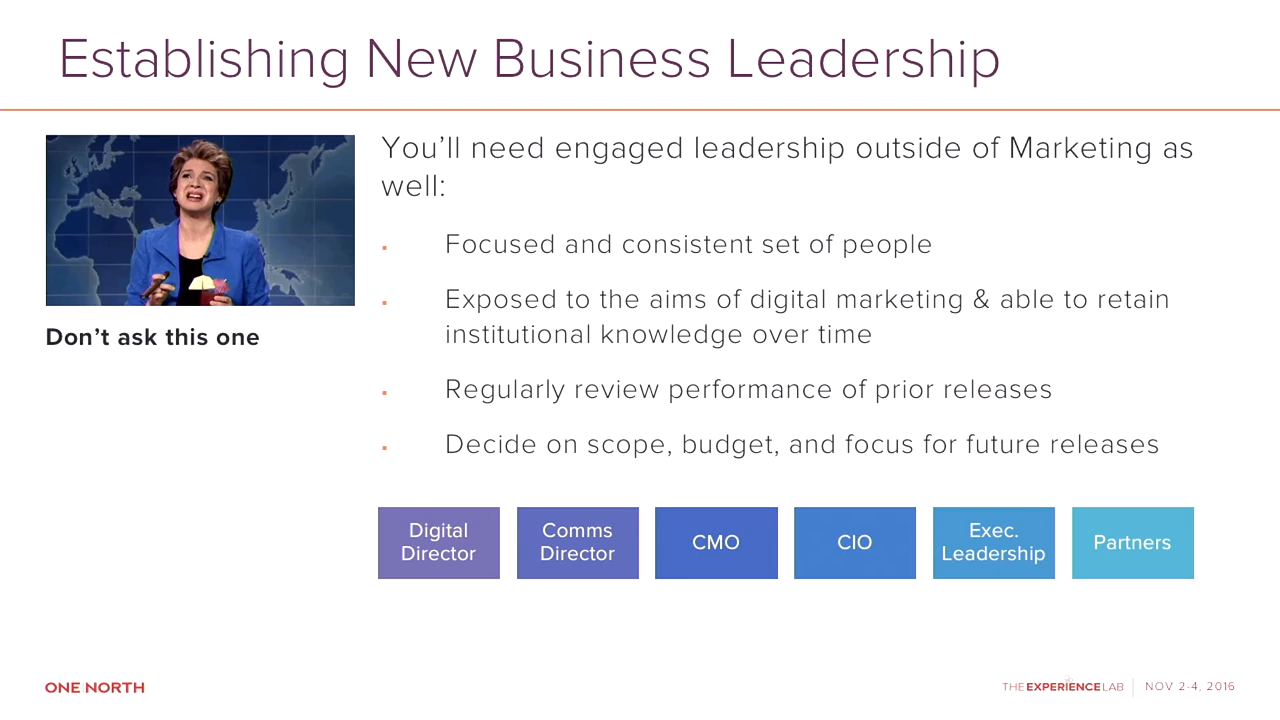 Establishing New Business Leadership
You'll need engaged leadership outside of Marketing as
well:
Focused and consistent set of people
Exposed to the aims of digital marketing & able to retain
institutional knowledge over time
Don't ask this one
Regularly review performance of prior releases
Decide on scope, budget, and focus for future releases
Digital
Director
Comms
Director
CMO
CIO
Exec.
Leadership
Partners
ONE NORTH
THE EXPERIENCE LAB
NOV 2-4, 2016